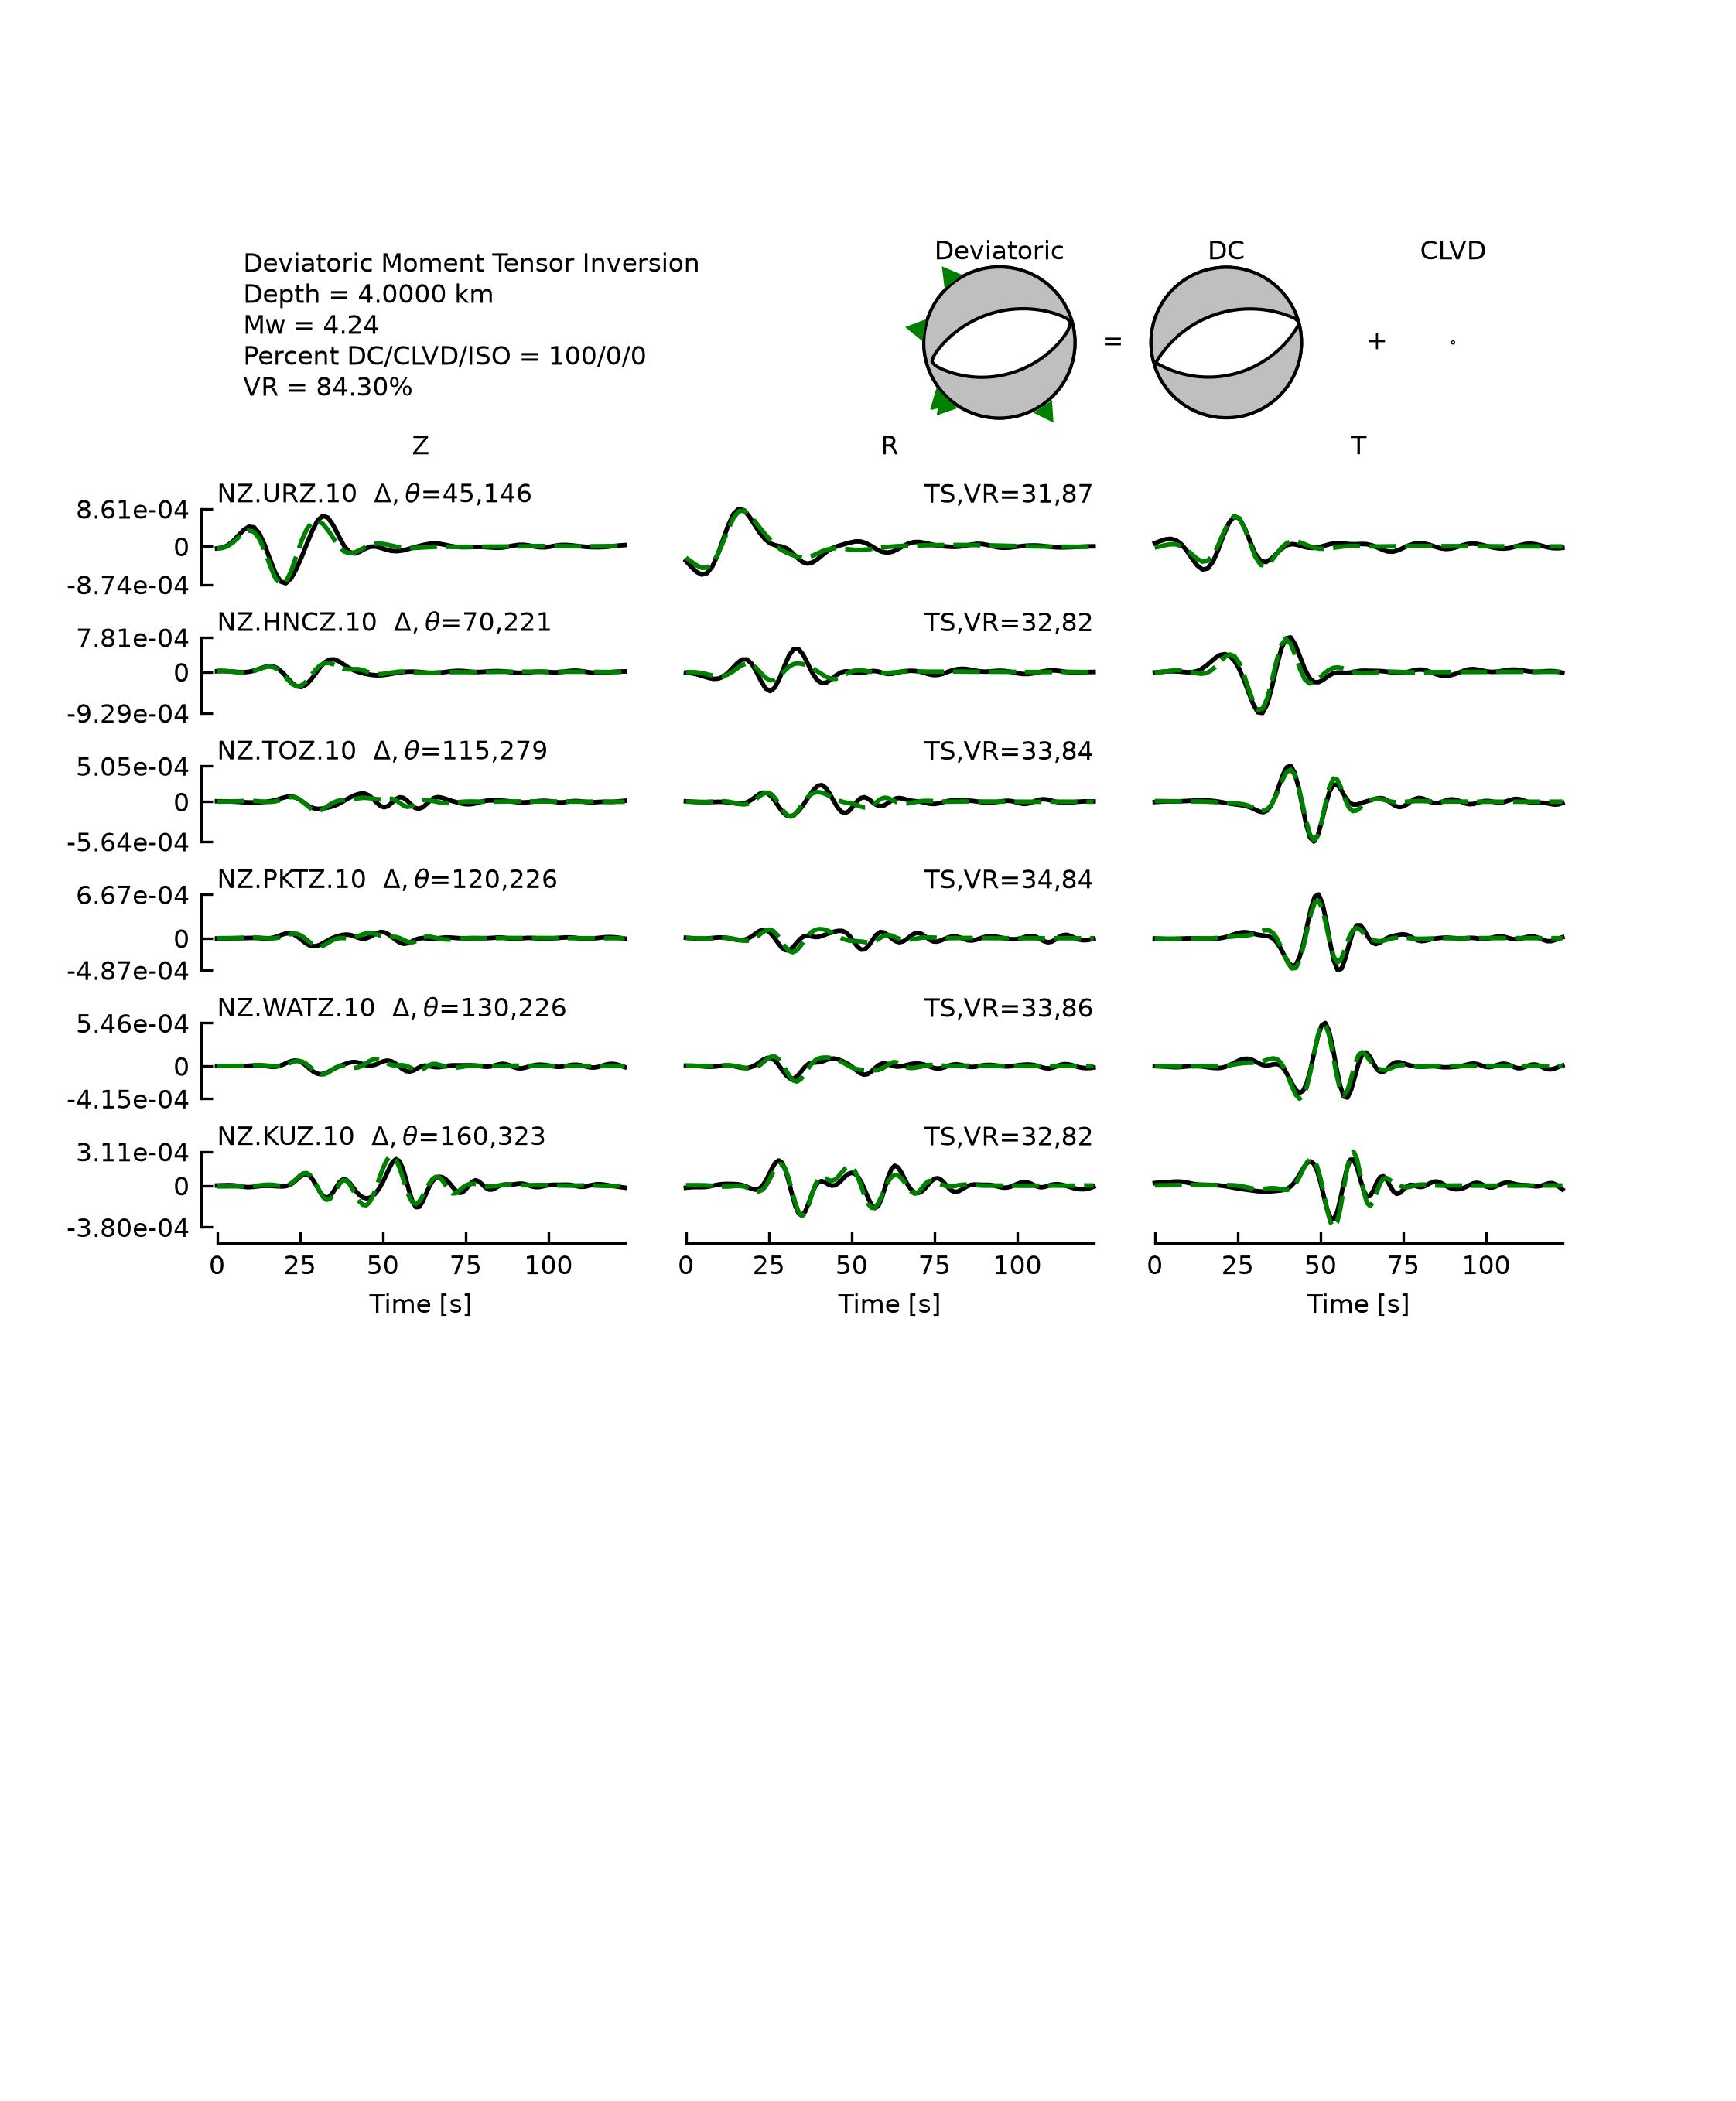 Deviatoric Moment Tensor Inversion
Depth = 4.0000 km
Mw = 4.24
Percent DC/CLVD/ISO = 100/0/0
VR = 84.30%
Deviatoric DC CLVD
= +
Z R T
NZ.URZ.10 Δ, θ=45,146 TS,VR=31,87
8.61e-04
0
-8.74e-04
NZ.HNCZ.10 Δ, θ=70,221 TS,VR=32,82
7.81e-04
0
-9.29e-04
NZ.TOZ.10 Δ, θ=115,279 TS,VR=33,84
5.05e-04
0
-5.64e-04
NZ.PKTZ.10 Δ, θ=120,226 TS,VR=34,84
6.67e-04
0
-4.87e-04
NZ.WATZ.10 Δ, θ=130,226 TS,VR=33,86
5.46e-04
0
-4.15e-04
NZ.KUZ.10 Δ, θ=160,323 TS,VR=32,82
3.11e-04
0
-3.80e-04
0 25 50 75 100 0 25 50 75 100 0 25 50 75 100
Time [s] Time [s] Time [s]